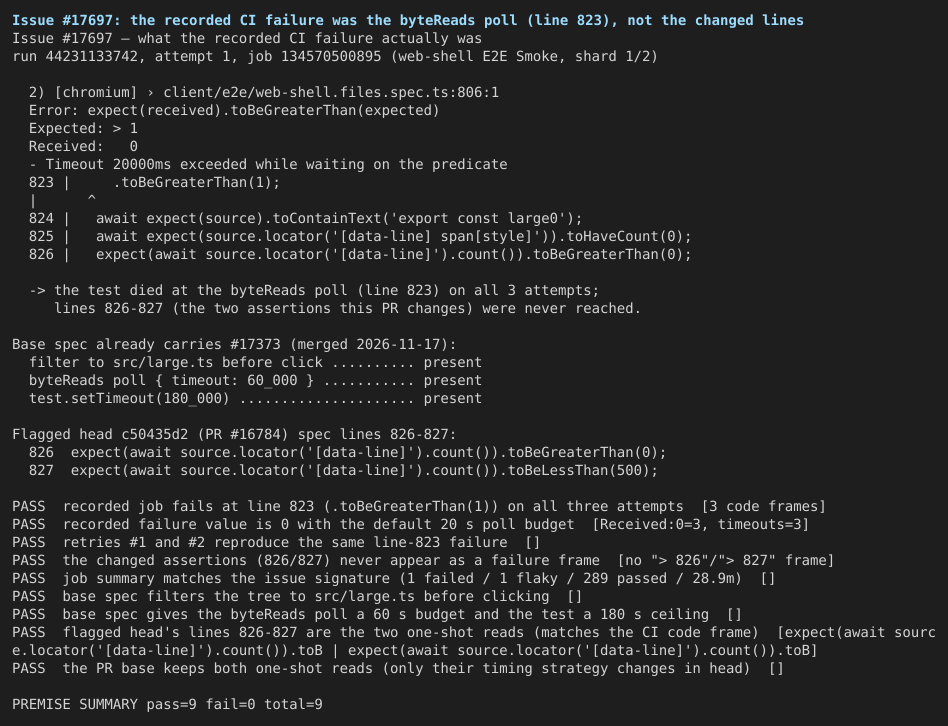 Issue #17697: the recorded CI failure was the byteReads poll (line 823), not the changed lines
Issue #17697 — what the recorded CI failure actually was
run 44231133742, attempt 1, job 134570500895 (web-shell E2E Smoke, shard 1/2)

  2) [chromium] › client/e2e/web-shell.files.spec.ts:806:1
  Error: expect(received).toBeGreaterThan(expected)
  Expected: > 1
  Received:   0
  - Timeout 20000ms exceeded while waiting on the predicate
  823 |     .toBeGreaterThan(1);
  |      ^
  824 |   await expect(source).toContainText('export const large0');
  825 |   await expect(source.locator('[data-line] span[style]')).toHaveCount(0);
  826 |   expect(await source.locator('[data-line]').count()).toBeGreaterThan(0);

  -> the test died at the byteReads poll (line 823) on all 3 attempts;
     lines 826-827 (the two assertions this PR changes) were never reached.

Base spec already carries #17373 (merged 2026-11-17):
  filter to src/large.ts before click .......... present
  byteReads poll { timeout: 60_000 } ........... present
  test.setTimeout(180_000) ..................... present

Flagged head c50435d2 (PR #16784) spec lines 826-827:
  826  expect(await source.locator('[data-line]').count()).toBeGreaterThan(0);
  827  expect(await source.locator('[data-line]').count()).toBeLessThan(500);

PASS  recorded job fails at line 823 (.toBeGreaterThan(1)) on all three attempts  [3 code frames]
PASS  recorded failure value is 0 with the default 20 s poll budget  [Received:0=3, timeouts=3]
PASS  retries #1 and #2 reproduce the same line-823 failure  []
PASS  the changed assertions (826/827) never appear as a failure frame  [no "> 826"/"> 827" frame]
PASS  job summary matches the issue signature (1 failed / 1 flaky / 289 passed / 28.9m)  []
PASS  base spec filters the tree to src/large.ts before clicking  []
PASS  base spec gives the byteReads poll a 60 s budget and the test a 180 s ceiling  []
PASS  flagged head's lines 826-827 are the two one-shot reads (matches the CI code frame)  [expect(await sourc
e.locator('[data-line]').count()).toB | expect(await source.locator('[data-line]').count()).toB]
PASS  the PR base keeps both one-shot reads (only their timing strategy changes in head)  []

PREMISE SUMMARY pass=9 fail=0 total=9